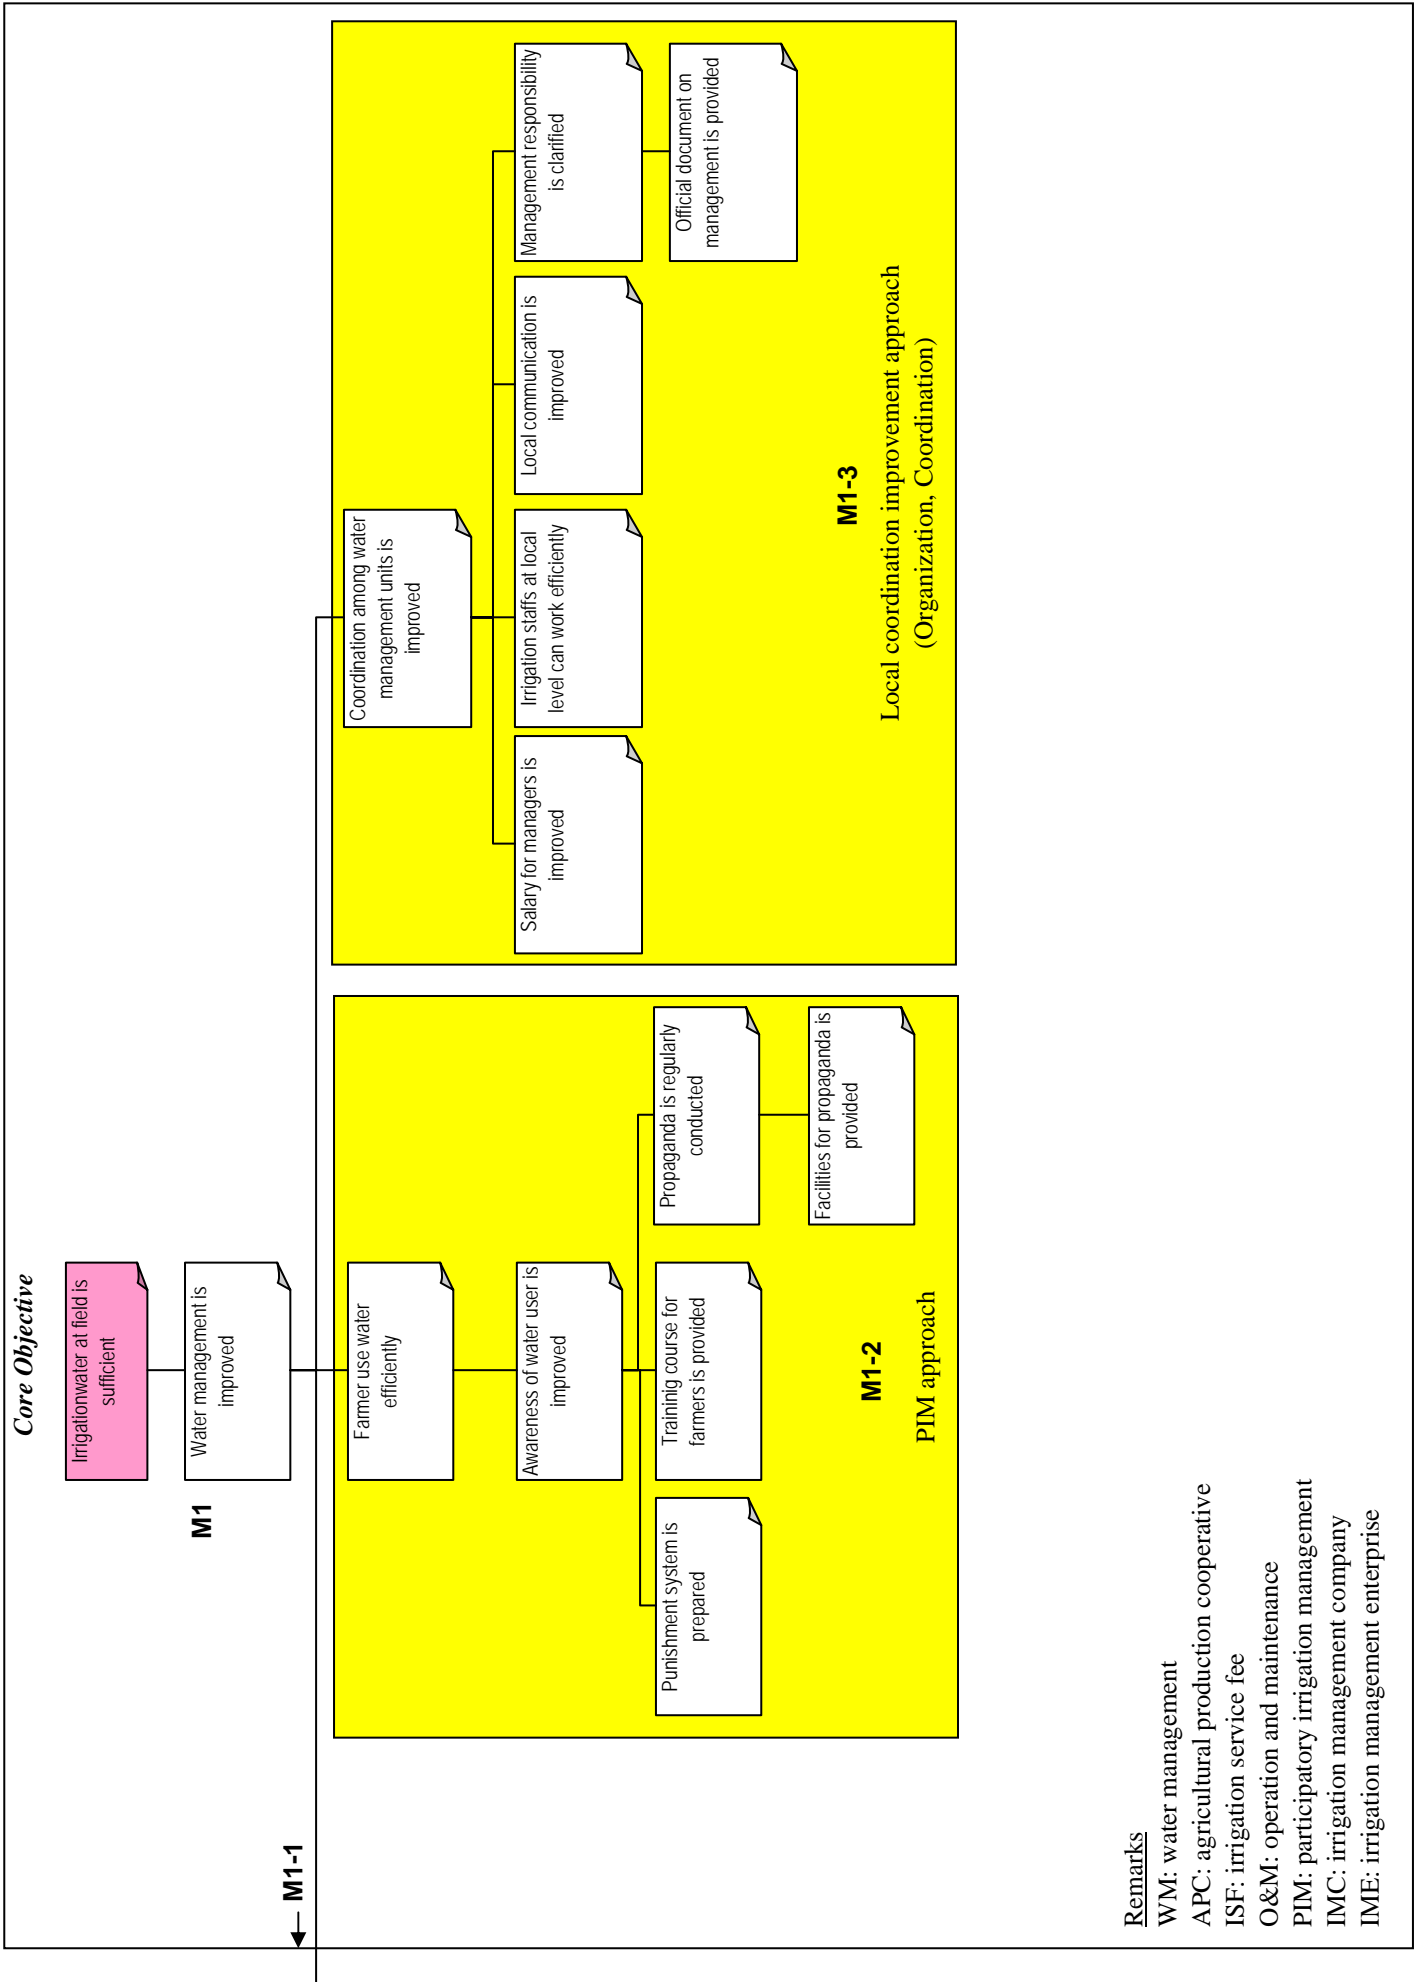 Core Objective
Irrigationwater at field is
sufficient
M1
Water management is
improved
M1-1
Farmer use water
efficiently
Awareness of water user is
improved
Punishment system is
prepared
Traininig course for
farmers is provided
Propaganda is regularly
conducted
Facilities for propaganda is
provided
M1-2
PIM approach
Coordination among water
management units is
improved
Salary for managers is
improved
Irrigation staffs at local
level can work efficiently
Local communication is
improved
Management responsibility
is clarified
Official document on
management is provided
M1-3
Local coordination improvement approach
(Organization, Coordination)
Remarks
WM: water management
APC: agricultural production cooperative
ISF: irrigation service fee
O&M: operation and maintenance
PIM: participatory irrigation management
IMC: irrigation management company
IME: irrigation management enterprise